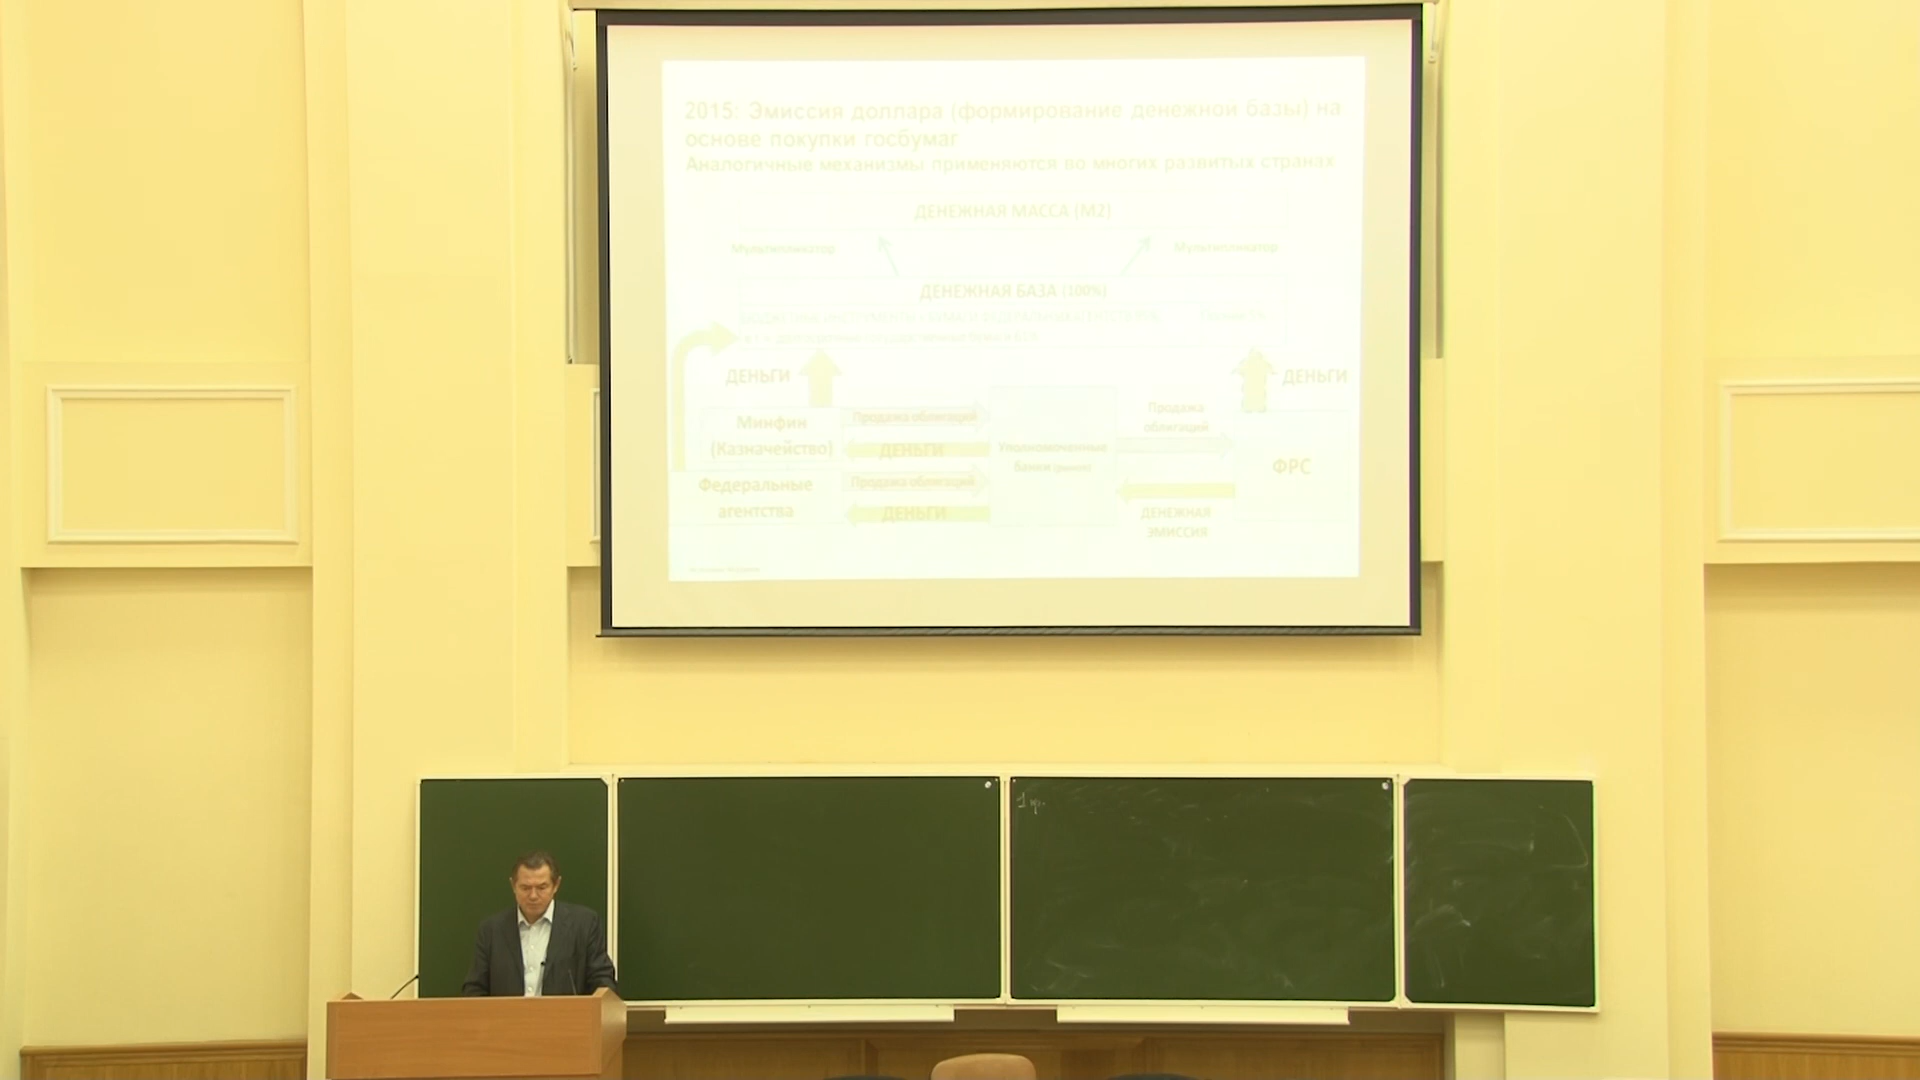 2015: Эмиссия доллара (формирование денежной базы) на
основе покупки госбумаг
Аналогичные механизмы применяются во многих развитых странах
ДЕНЕЖНАЯ МАССА (М2)
Мультипликатор
Мультипликатор
ДЕНЕЖНАЯ БАЗА (100%)
ДЕНЬГИ
ДЕНЬГИ
Минфин
(Казначейство)
Продажа облигаций
ДЕНЬГИ
Федеральные
агентства
Продажа облигаций
ДЕНЬГИ
Уполномоченные
банки (рынок)
Продажа
облигаций
ФРС
ДЕНЕЖНАЯ
ЭМИССИЯ